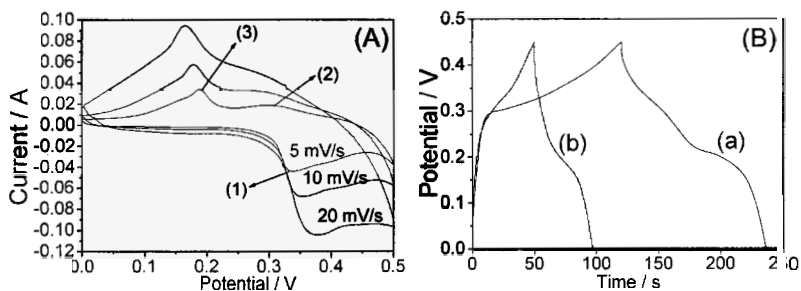 (A)
0.10
0.08
0.06
0.04
0.02
0.00
-0.02
-0.04
-0.06
-0.08
-0.10
-0.12
Current / A
(3)
(2)
(1)
5 mV/s
10 mV/s
20 mV/s
0.0 0.1 0.2 0.3 0.4 0.5
Potential / V
(B)
0.5
0.4
0.3
0.2
0.1
0.0
Potential / V
(b)
(a)
0 50 100 150 200 250
Time / s